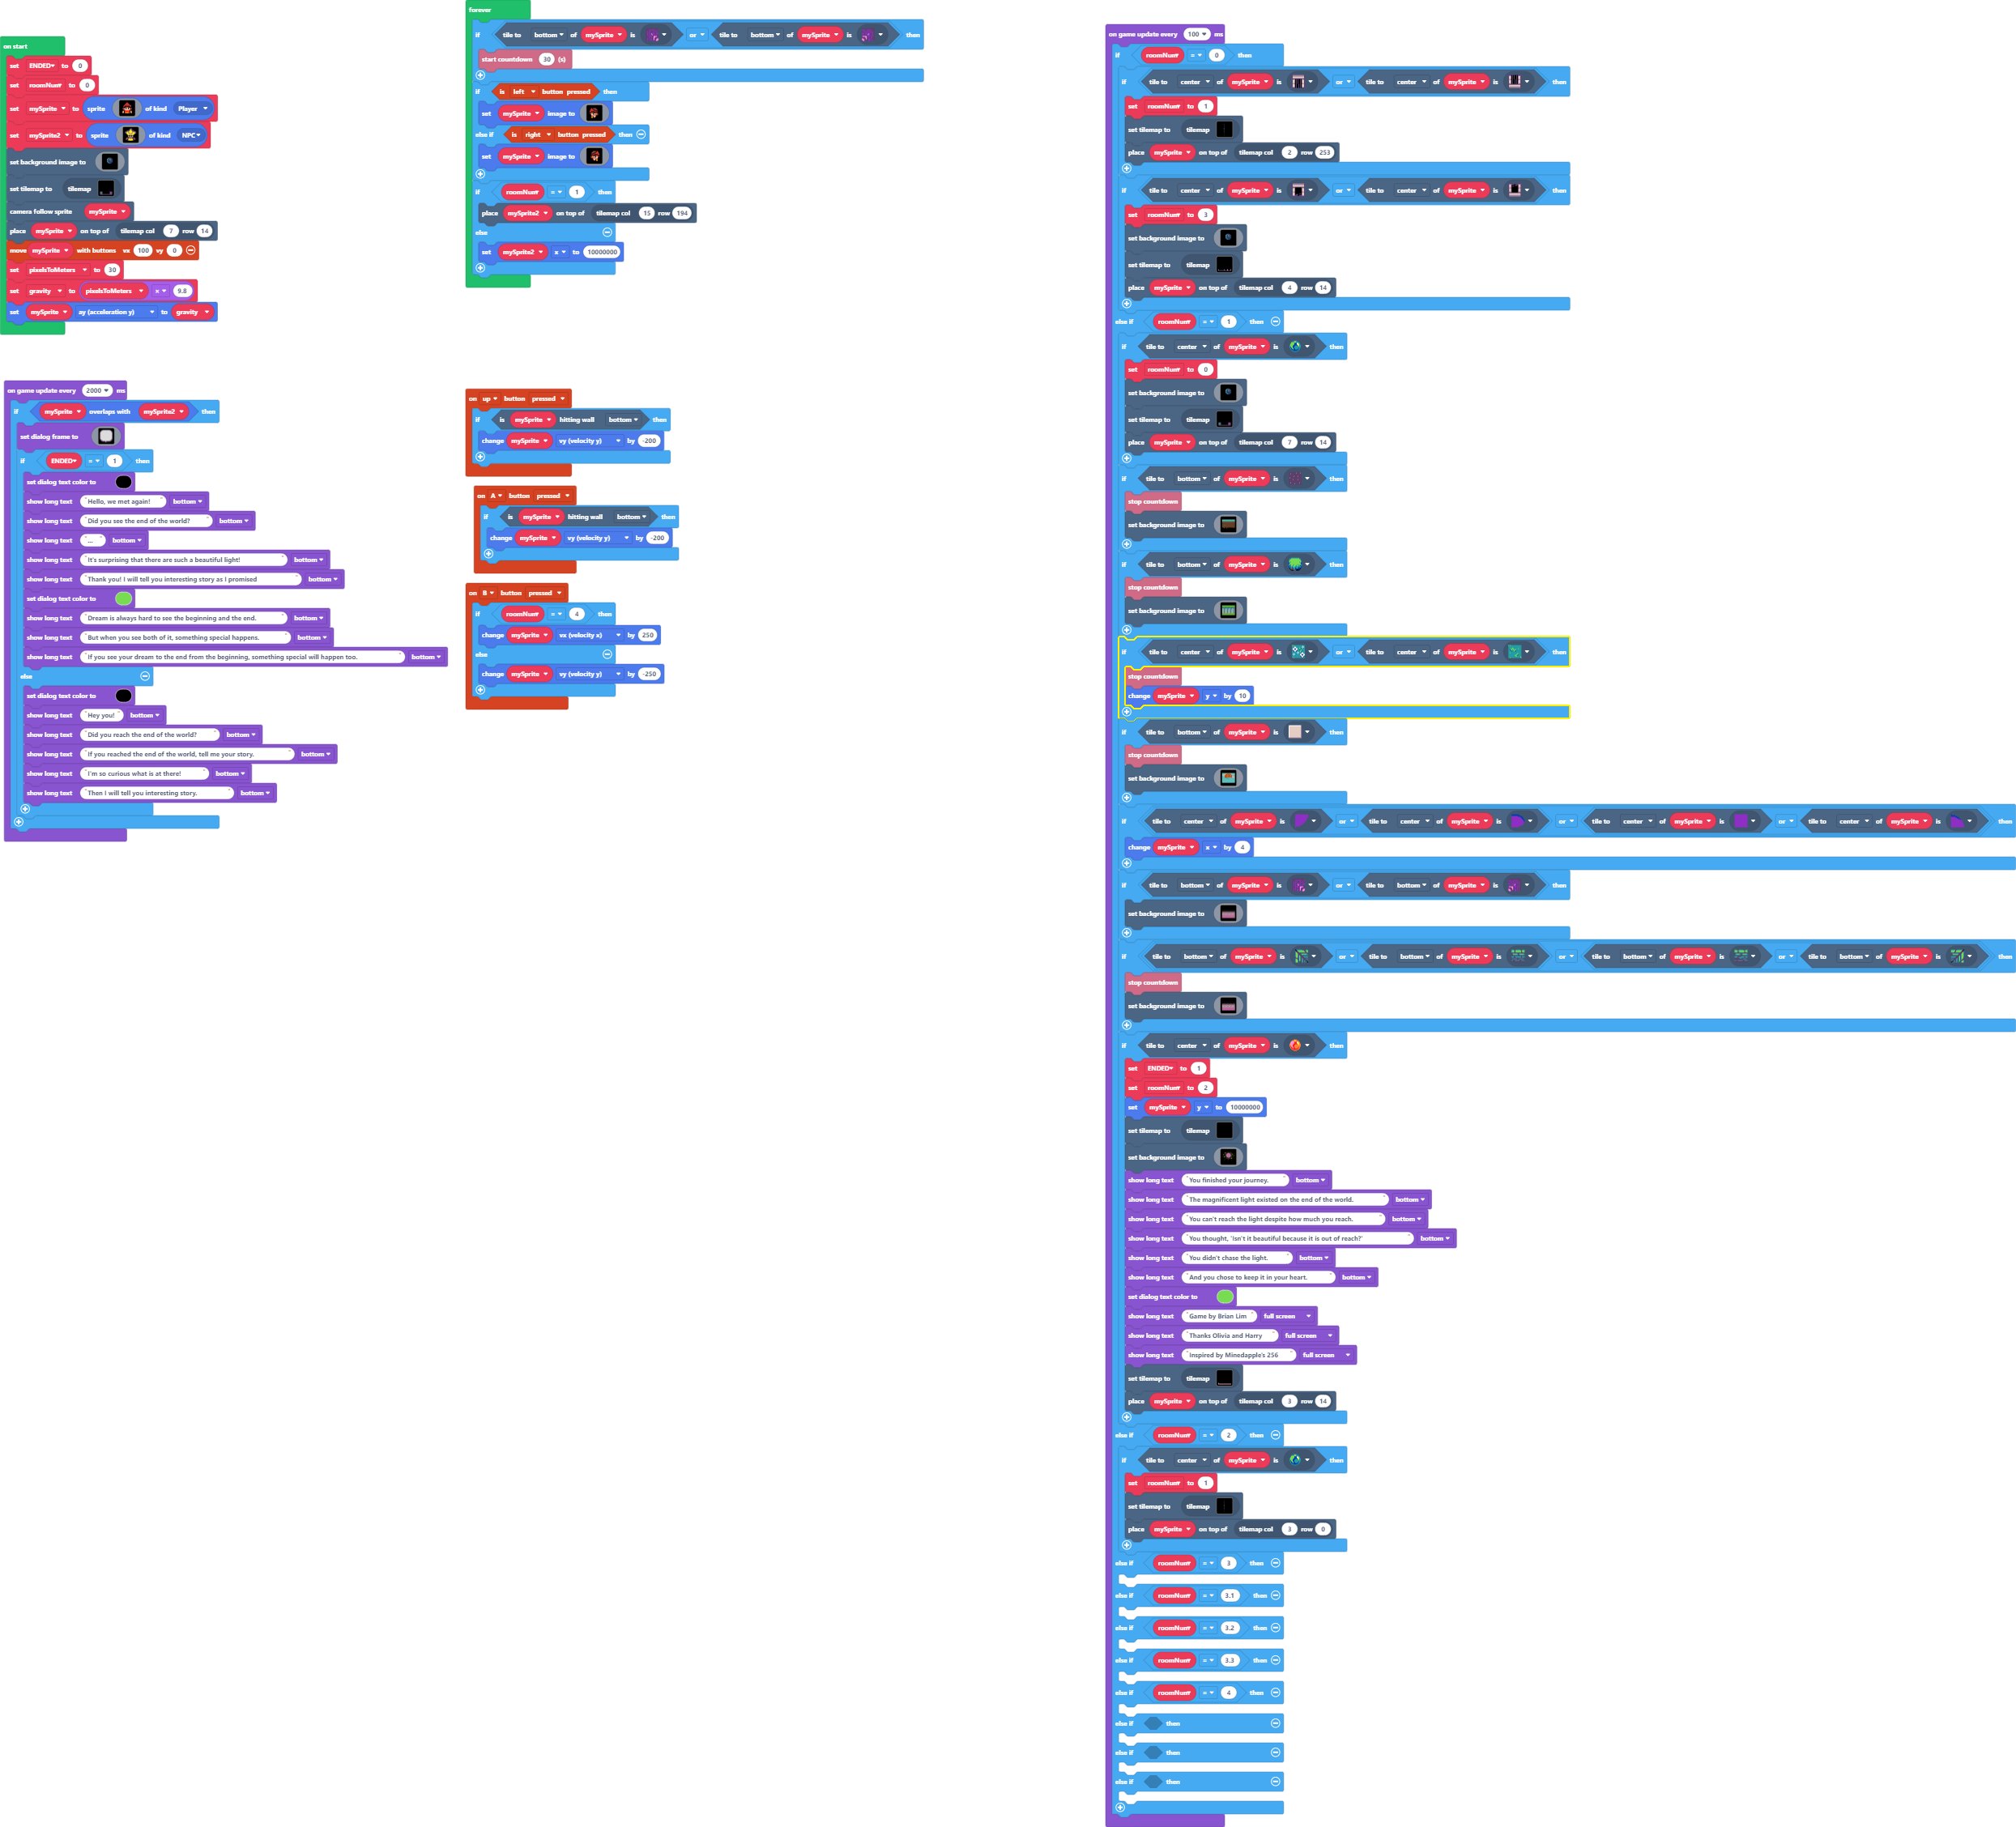 on start
set ENDED to 0
set roomNum to 0
set mySprite to sprite of kind Player
set mySprite2 to sprite of kind NPC
set background image to
set tilemap to tilemap
camera follow sprite mySprite
place mySprite on top of tilemap col 7 row 14
move mySprite with buttons vx 100 vy 0
set pixelsToMeters to 30
set gravity to pixelsToMeters x 9.8
set mySprite ay (acceleration y) to gravity
on game update every 2000 ms
if mySprite overlaps with mySprite2 then
set dialog frame to
if ENDED = 1 then
set dialog text color to
show long text "Hello, we met again!" bottom
show long text "Did you see the end of the world?" bottom
show long text "..." bottom
show long text "It's surprising that there are such a beautiful light!" bottom
show long text "Thank you! I will tell you interesting story as I promised" bottom
set dialog text color to
show long text "Dream is always hard to see the beginning and the end." bottom
show long text "But when you see both of it, something special happens." bottom
show long text "If you see your dream to the end from the beginning, something special will happen too." bottom
else
set dialog text color to
show long text "Hey you!" bottom
show long text "Did you reach the end of the world?" bottom
show long text "If you reached the end of the world, tell me your story." bottom
show long text "I'm so curious what is at there!" bottom
show long text "Then I will tell you interesting story." bottom
forever
if tile to bottom of mySprite is or tile to bottom of mySprite is then
start countdown 30 (s)
if is left button pressed then
set mySprite image to
else if is right button pressed then
set mySprite image to
if roomNum = 1 then
place mySprite2 on top of tilemap col 15 row 194
else
set mySprite2 x to 10000000
on up button pressed
if is mySprite hitting wall bottom then
change mySprite vy (velocity y) by -200
on A button pressed
if is mySprite hitting wall bottom then
change mySprite vy (velocity y) by -200
on B button pressed
if roomNum = 4 then
change mySprite vx (velocity x) by 250
else
change mySprite vy (velocity y) by -250
on game update every 100 ms
if roomNum = 0 then
if tile to center of mySprite is or tile to center of mySprite is then
set roomNum to 1
set tilemap to tilemap
place mySprite on top of tilemap col 2 row 253
if tile to center of mySprite is or tile to center of mySprite is then
set roomNum to 3
set background image to
set tilemap to tilemap
place mySprite on top of tilemap col 4 row 14
else if roomNum = 1 then
if tile to center of mySprite is then
set roomNum to 0
set background image to
set tilemap to tilemap
place mySprite on top of tilemap col 7 row 14
if tile to bottom of mySprite is then
stop countdown
set background image to
if tile to bottom of mySprite is then
stop countdown
set background image to
if tile to center of mySprite is or tile to center of mySprite is then
stop countdown
change mySprite y by 10
if tile to bottom of mySprite is then
stop countdown
set background image to
if tile to center of mySprite is or tile to center of mySprite is or tile to center of mySprite is or tile to center of mySprite is then
change mySprite x by 4
if tile to bottom of mySprite is or tile to bottom of mySprite is then
set background image to
if tile to bottom of mySprite is or tile to bottom of mySprite is or tile to bottom of mySprite is or tile to bottom of mySprite is then
stop countdown
set background image to
if tile to center of mySprite is then
set ENDED to 1
set roomNum to 2
set mySprite y to 10000000
set tilemap to tilemap
set background image to
show long text "You finished your journey." bottom
show long text "The magnificent light existed on the end of the world." bottom
show long text "You can't reach the light despite how much you reach." bottom
show long text "You thought, 'Isn't it beautiful because it is out of reach?'" bottom
show long text "You didn't chase the light." bottom
show long text "And you chose to keep it in your heart." bottom
set dialog text color to
show long text "Game by Brian Lim" full screen
show long text "Thanks Olivia and Harry" full screen
show long text "Inspired by Minedapple's 256" full screen
set tilemap to tilemap
place mySprite on top of tilemap col 3 row 14
else if roomNum = 2 then
if tile to center of mySprite is then
set roomNum to 1
set tilemap to tilemap
place mySprite on top of tilemap col 3 row 0
else if roomNum = 3 then
else if roomNum = 3.1 then
else if roomNum = 3.2 then
else if roomNum = 3.3 then
else if roomNum = 4 then
else if then
else if then
else if then